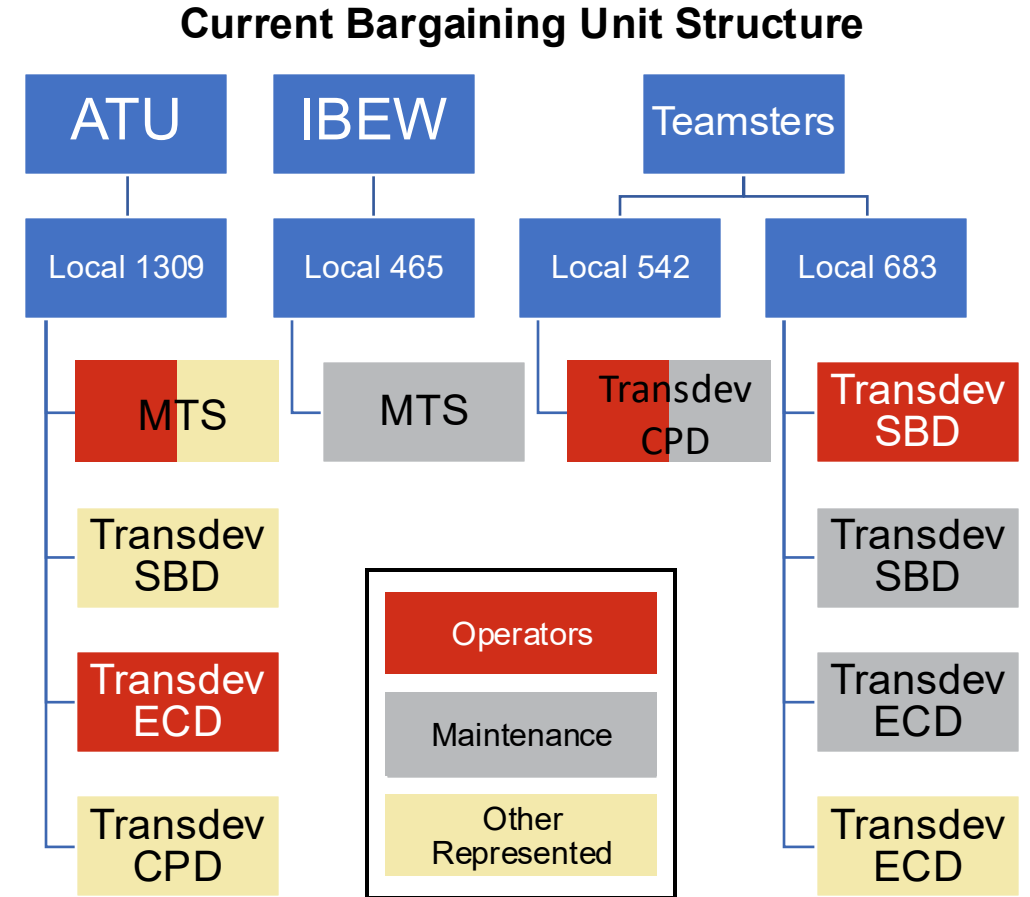 Current Bargaining Unit Structure
ATU
IBEW
Teamsters
Local 1309
Local 465
Local 542
Local 683
MTS
MTS
Transdev
CPD
Transdev
SBD
Transdev
SBD
Transdev
SBD
Transdev
ECD
Transdev
ECD
Transdev
CPD
Transdev
ECD
Operators
Maintenance
Other
Represented